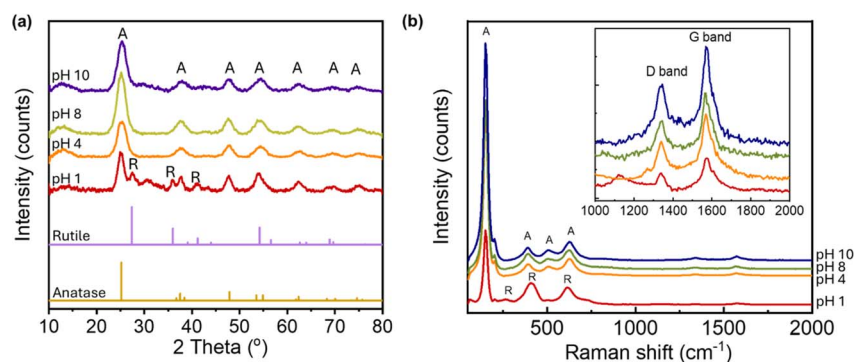 (a)
A
A A A A A A
pH 10
pH 8
pH 4
pH 1
R
R R
Rutile
Anatase
10 20 30 40 50 60 70 80
2 Theta (º)
Intensity (counts)
(b)
A
A A A
R R R
pH 10
pH 8
pH 4
pH 1
500 1000 1500 2000
Raman shift (cm-1)
Intensity (counts)
G band
D band
1000 1200 1400 1600 1800 2000